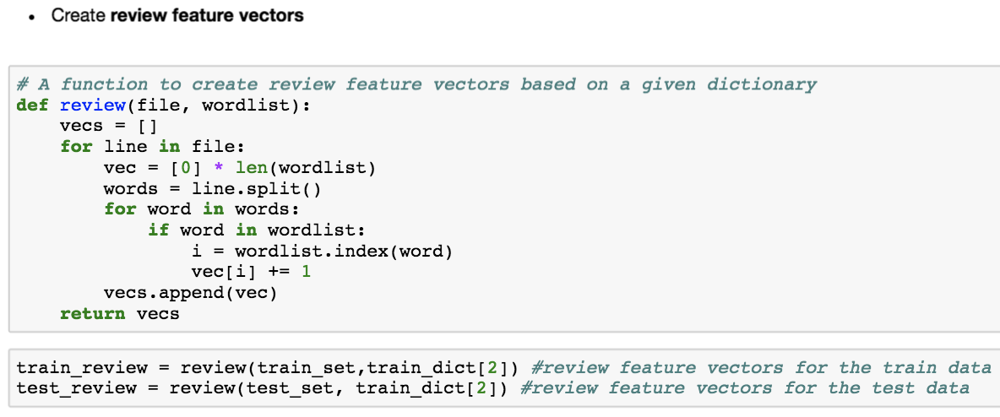 • Create review feature vectors
# A function to create review feature vectors based on a given dictionary
def review(file, wordlist):
    vecs = []
    for line in file:
        vec = [0] * len(wordlist)
        words = line.split()
        for word in words:
            if word in wordlist:
                i = wordlist.index(word)
                vec[i] += 1
        vecs.append(vec)
    return vecs
train_review = review(train_set,train_dict[2]) #review feature vectors for the train data
test_review = review(test_set, train_dict[2]) #review feature vectors for the test data